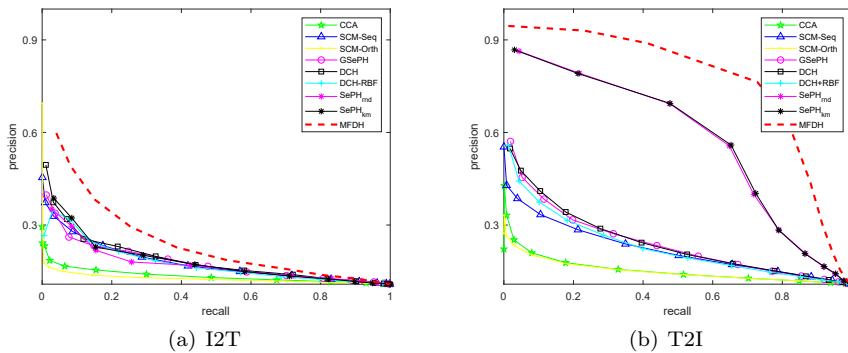 0.9
0.6
0.3
precision
0
0.2
0.4
0.6
0.8
1
recall
CCA
SCM-Seq
SCM-Orth
GSePH
DCH
DCH-RBF
SePH_rnd
SePH_km
MFDH
(a) I2T
0.9
0.6
0.3
precision
0
0.2
0.4
0.6
0.8
recall
CCA
SCM-Seq
SCM-Orth
GSePH
DCH
DCH+RBF
SePH_rnd
SePH_km
MFDH
(b) T2I